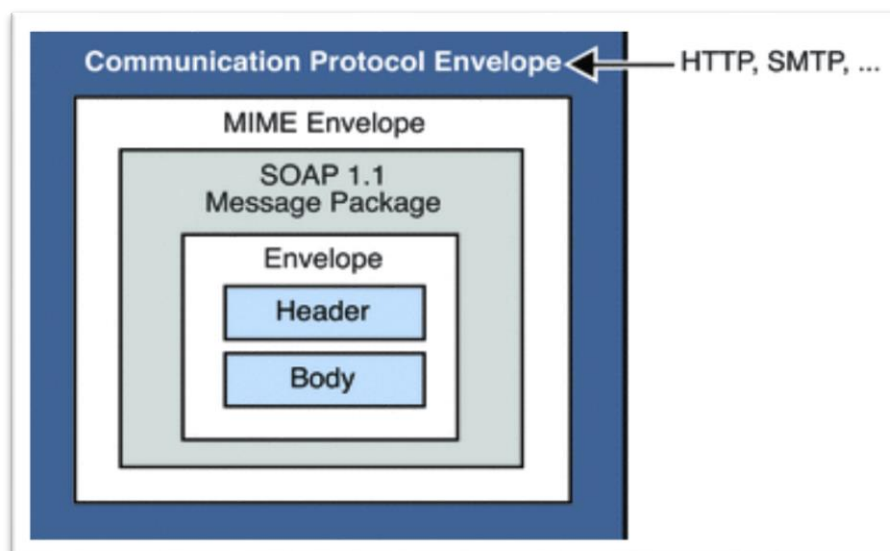 Communication Protocol Envelope
HTTP, SMTP, ...
MIME Envelope
SOAP 1.1
Message Package
Envelope
Header
Body